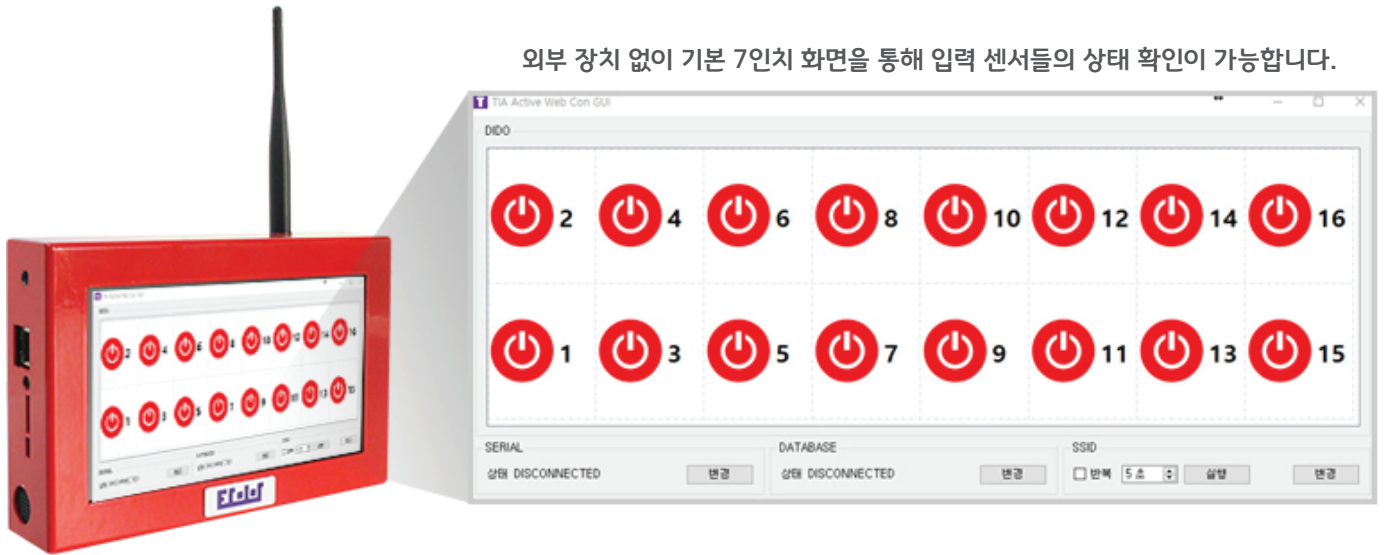 외부 장치 없이 기본 7인치 화면을 통해 입력 센서들의 상태 확인이 가능합니다.
TIA Active Web Con GUI
DIDO
2 4 6 8 10 12 14 16
1 3 5 7 9 11 13 15
SERIAL DATABASE SSID
상태 DISCONNECTED 변경 상태 DISCONNECTED 변경 반복 5 초 실행 변경